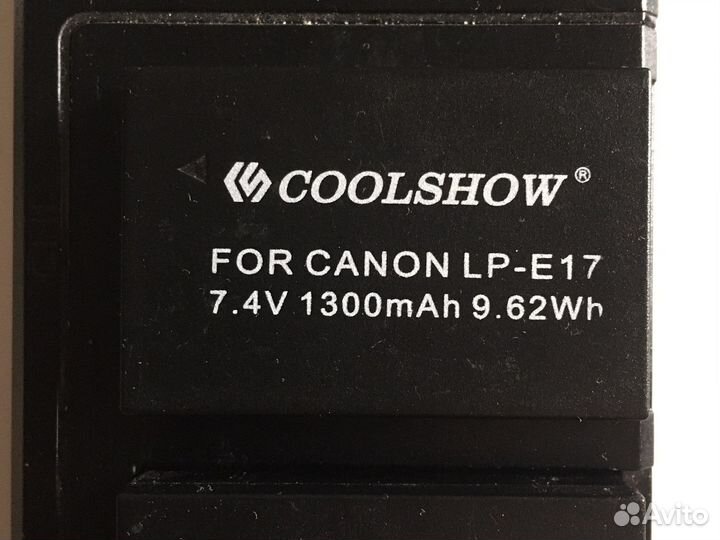 COOLSHOW®
FOR CANON LP-E17
7.4V 1300mAh 9.62Wh
Avito